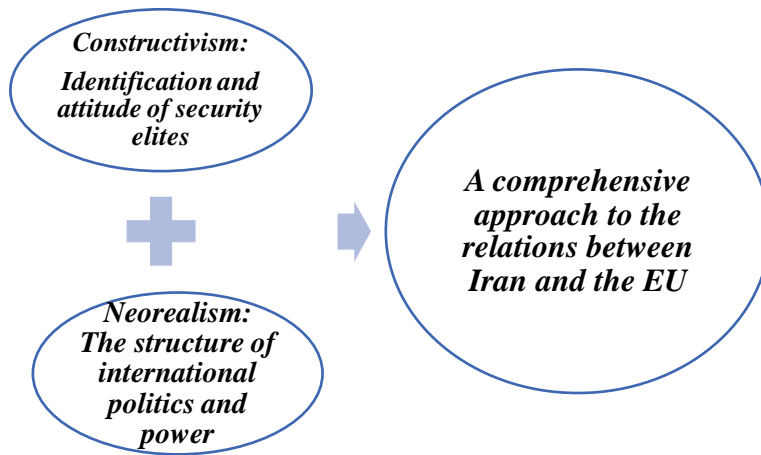 Constructivism:
Identification and
attitude of security
elites
Neorealism:
The structure of
international
politics and
power
A comprehensive
approach to the
relations between
Iran and the EU